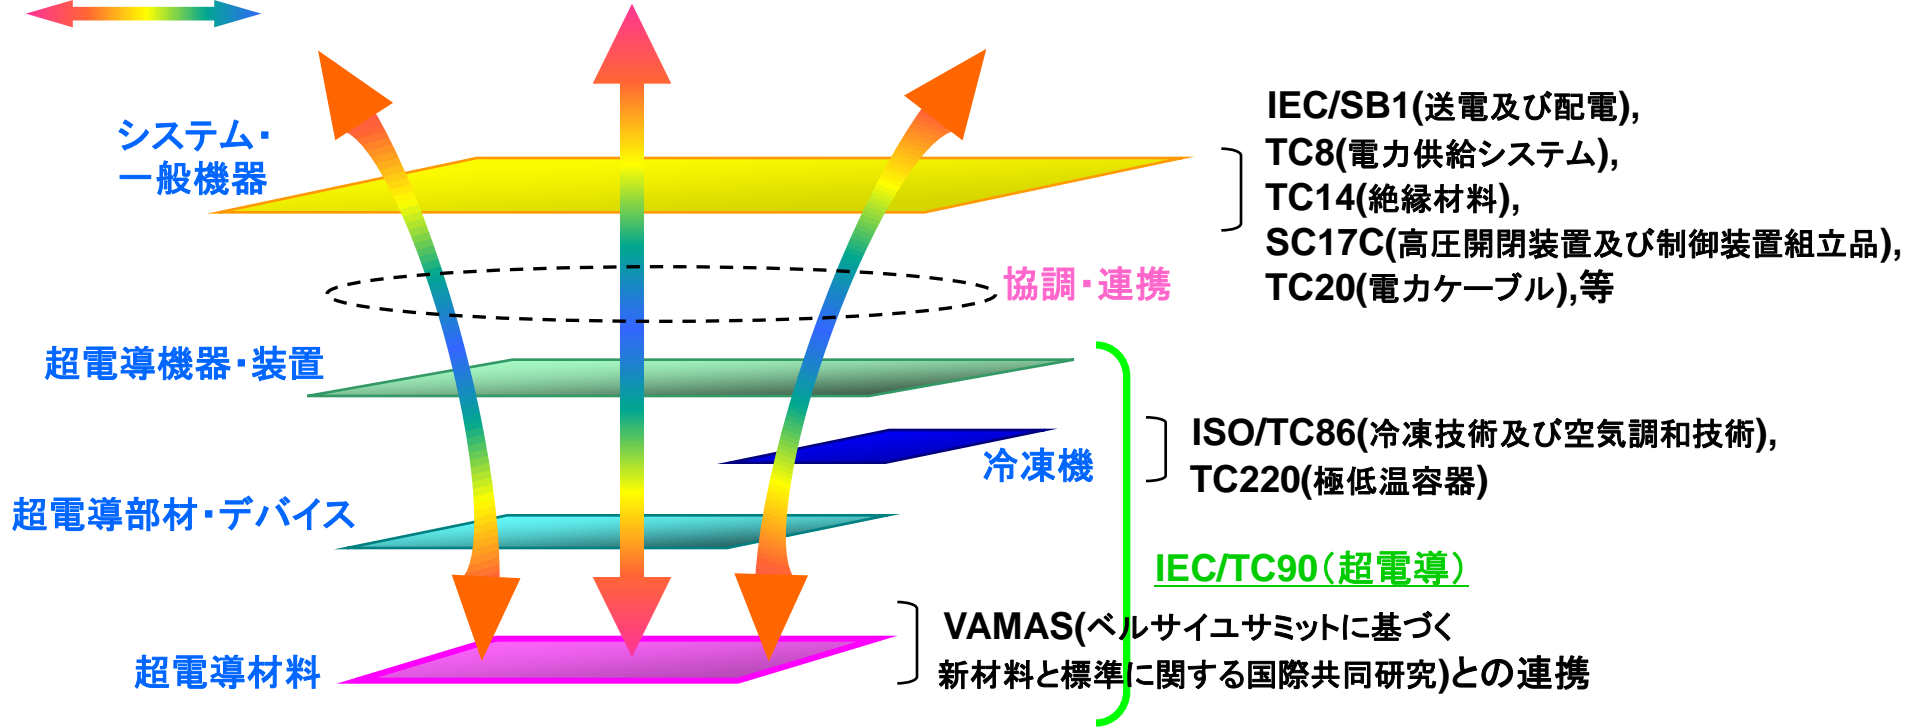 システム・
一般機器
IEC/SB1(送電及び配電),
TC8(電力供給システム),
TC14(絶縁材料),
SC17C(高圧開閉装置及び制御装置組立品),
TC20(電力ケーブル),等
協調・連携
超電導機器・装置
冷凍機
ISO/TC86(冷凍技術及び空気調和技術),
TC220(極低温容器)
超電導部材・デバイス
IEC/TC90(超電導)
VAMAS(ベルサイユサミットに基づく
新材料と標準に関する国際共同研究)との連携
超電導材料